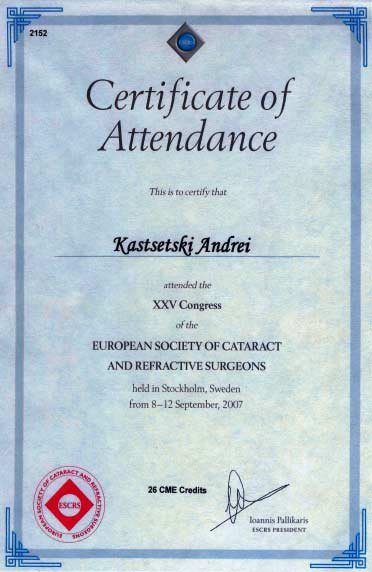 2152
Certificate of
Attendance
This is to certify that
Kastsetski Andrei
attended the
XXV Congress
of the
EUROPEAN SOCIETY OF CATARACT
AND REFRACTIVE SURGEONS
held in Stockholm, Sweden
from 8–12 September, 2007
EUROPEAN SOCIETY OF CATARACT AND REFRACTIVE SURGEONS
ESCRS
26 CME Credits
Ioannis Pallikaris
ESCRS PRESIDENT